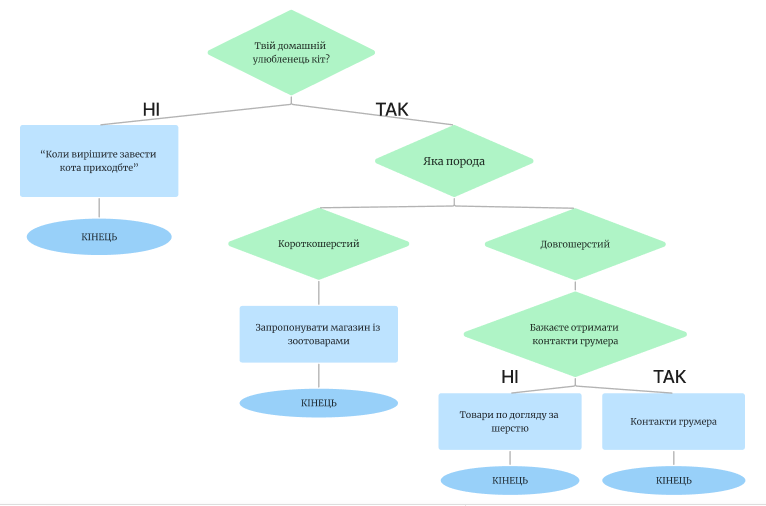 Твій домашній
улюбленець кіт?
НІ
ТАК
“Коли вирішите завести
кота приходбте”
Яка порода
КІНЕЦЬ
Короткошерстий
Довгошерстий
Запропонувати магазин із
зоотоварами
Бажаєте отримати
контакти грумера
НІ
ТАК
КІНЕЦЬ
Товари по догляду за
шерстю
Контакти грумера
КІНЕЦЬ
КІНЕЦЬ